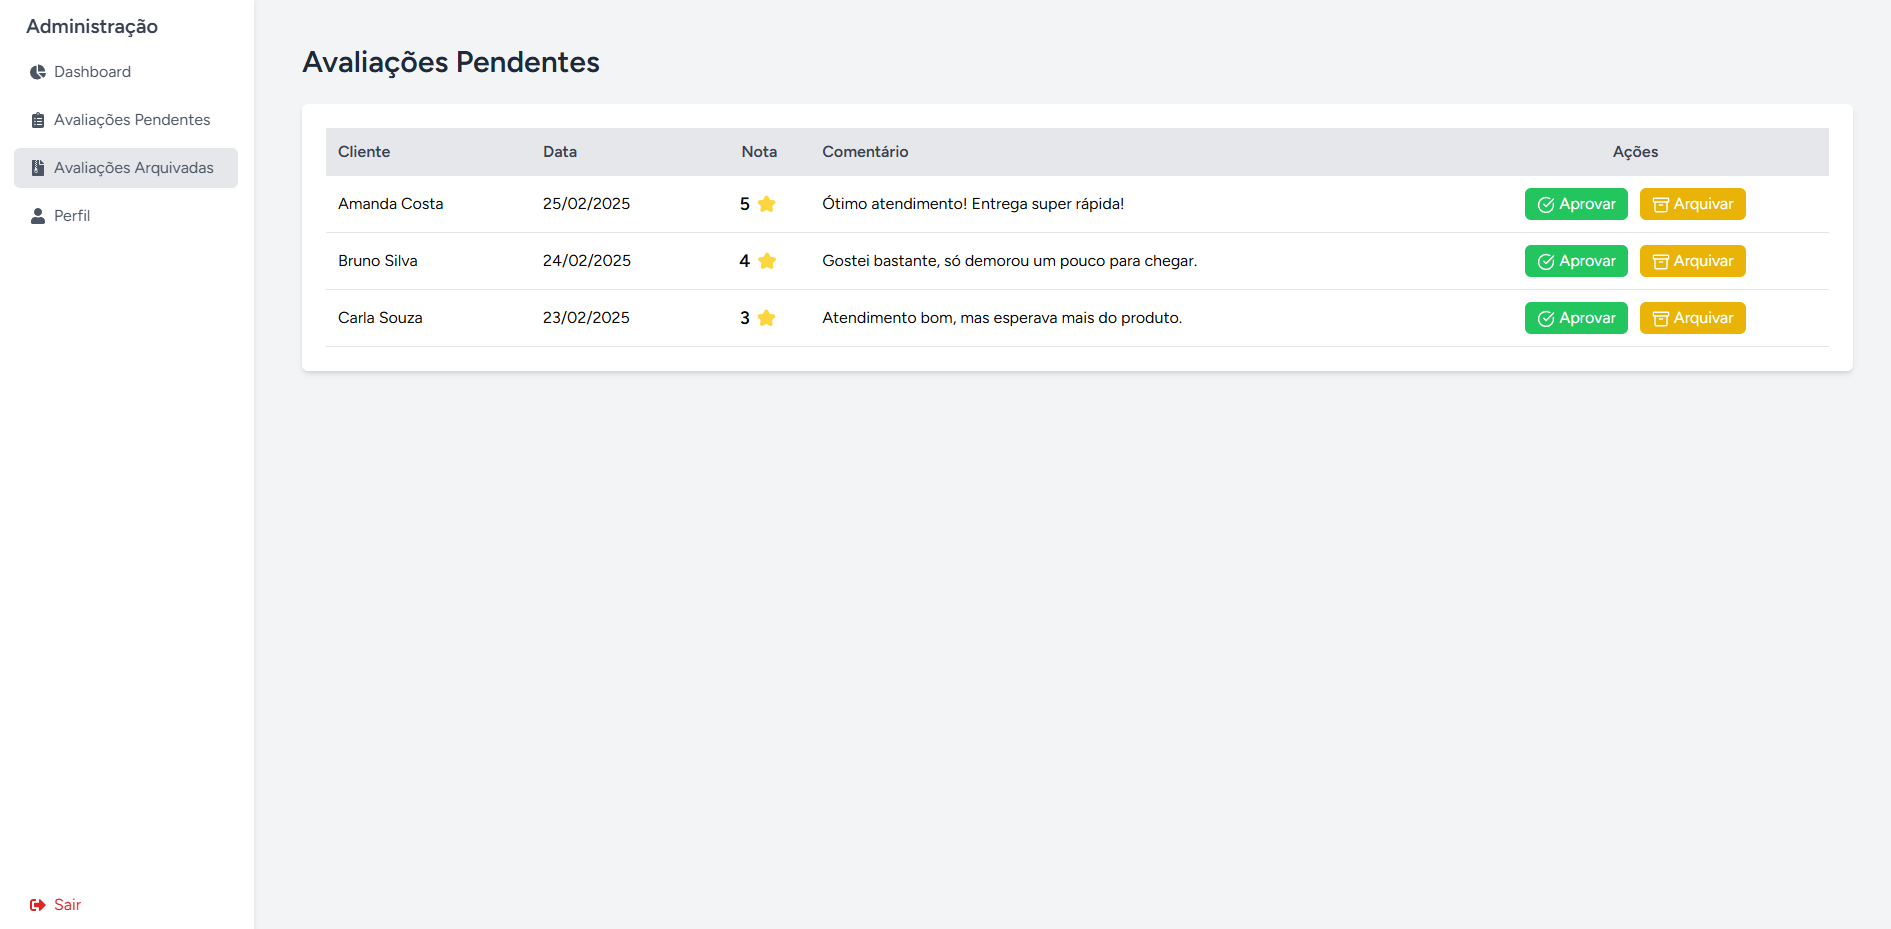 Administração
Dashboard
Avaliações Pendentes
Avaliações Arquivadas
Perfil
Sair
Avaliações Pendentes
Cliente Data Nota Comentário Ações
Amanda Costa 25/02/2025 5 Ótimo atendimento! Entrega super rápida! Aprovar Arquivar
Bruno Silva 24/02/2025 4 Gostei bastante, só demorou um pouco para chegar. Aprovar Arquivar
Carla Souza 23/02/2025 3 Atendimento bom, mas esperava mais do produto. Aprovar Arquivar